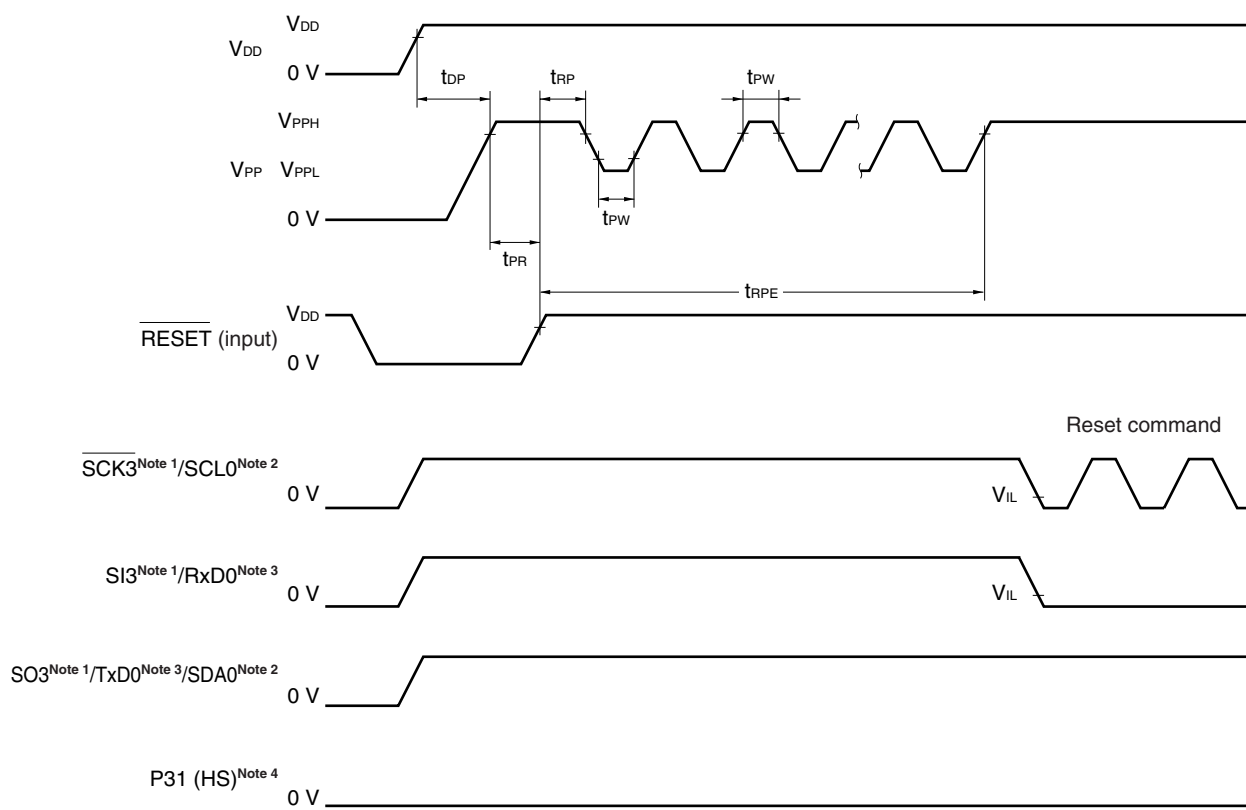 VDD
VDD
0 V
tDP
tRP
tPW
VPPH
VPP VPPL
0 V
tPW
tPR
tRPE
VDD
RESET (input)
0 V
Reset command
SCK3Note 1/SCL0Note 2
0 V
VIL
SI3Note 1/RxD0Note 3
0 V
VIL
SO3Note 1/TxD0Note 3/SDA0Note 2
0 V
P31 (HS)Note 4
0 V